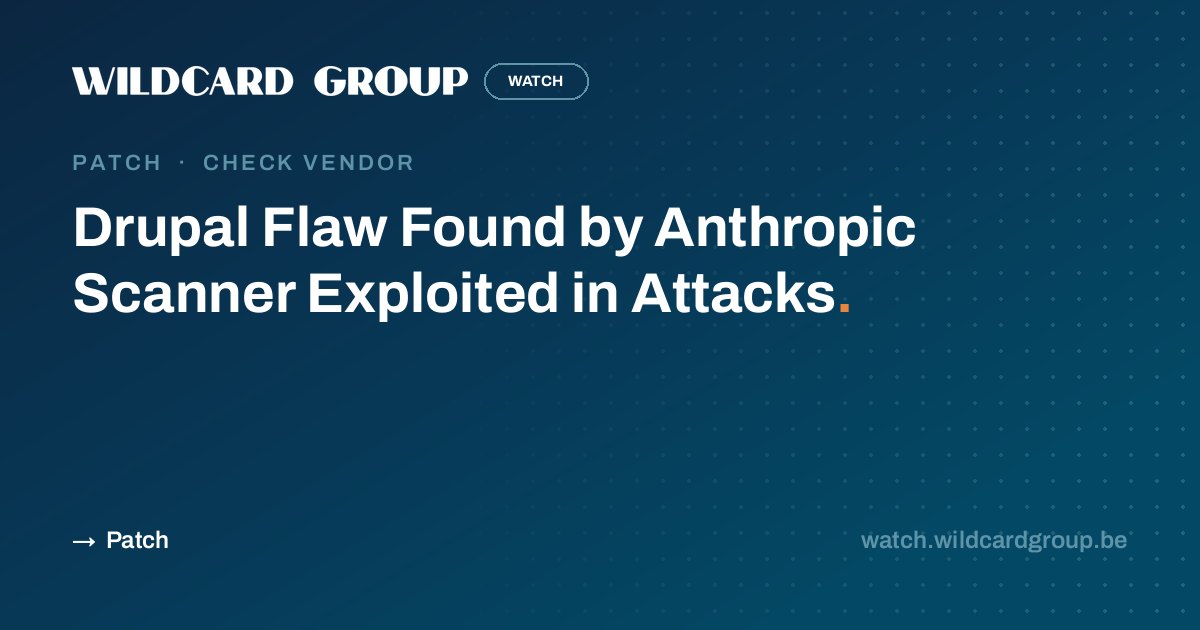 WILDCARD GROUP WATCH
PATCH · CHECK VENDOR
Drupal Flaw Found by Anthropic
Scanner Exploited in Attacks.
→ Patch
watch.wildcardgroup.be